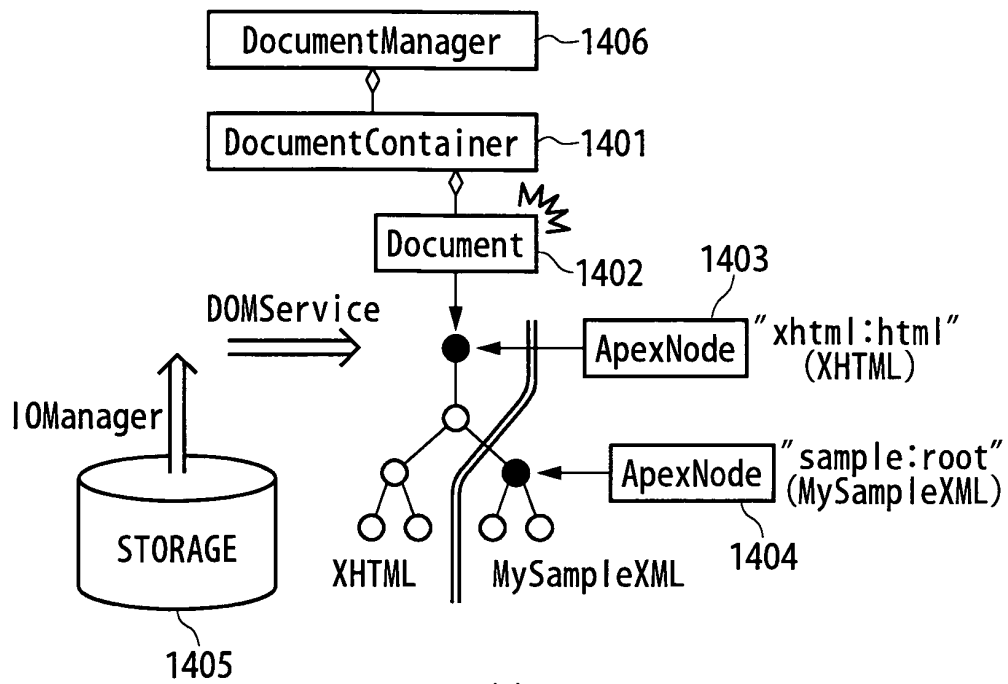 DocumentManager 1406
DocumentContainer 1401
Document 1402
1403
DOMService
ApexNode "xhtml:html"
(XHTML)
IOManager
ApexNode "sample:root"
(MySampleXML)
STORAGE
XHTML MySampleXML
1404
1405